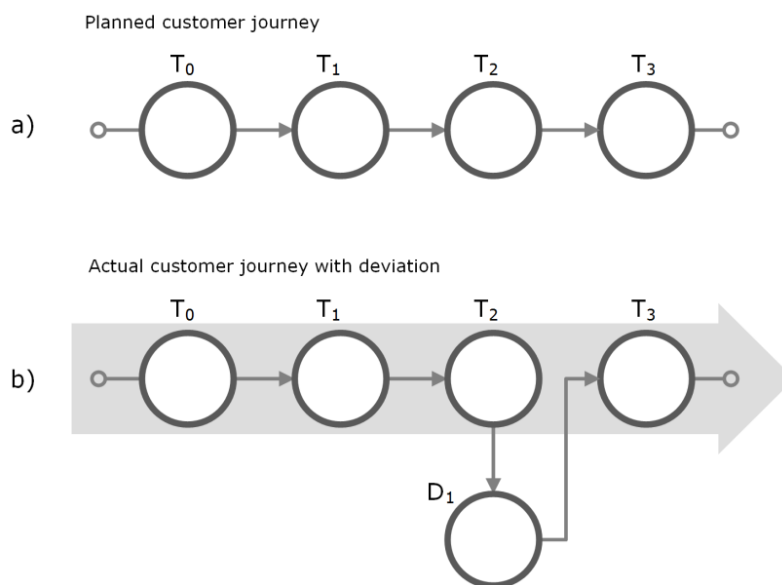 Planned customer journey
T₀ T₁ T₂ T₃
a)
Actual customer journey with deviation
T₀ T₁ T₂ T₃
b)
D₁